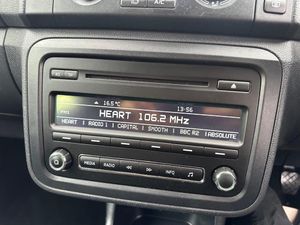 A/C
16.5°C 13:56
FM1 HEART 106.2 MHz
HEART | RADIO 1 | CAPITAL | SMOOTH | BBC R2 | ABSOLUTE
MEDIA RADIO INFO